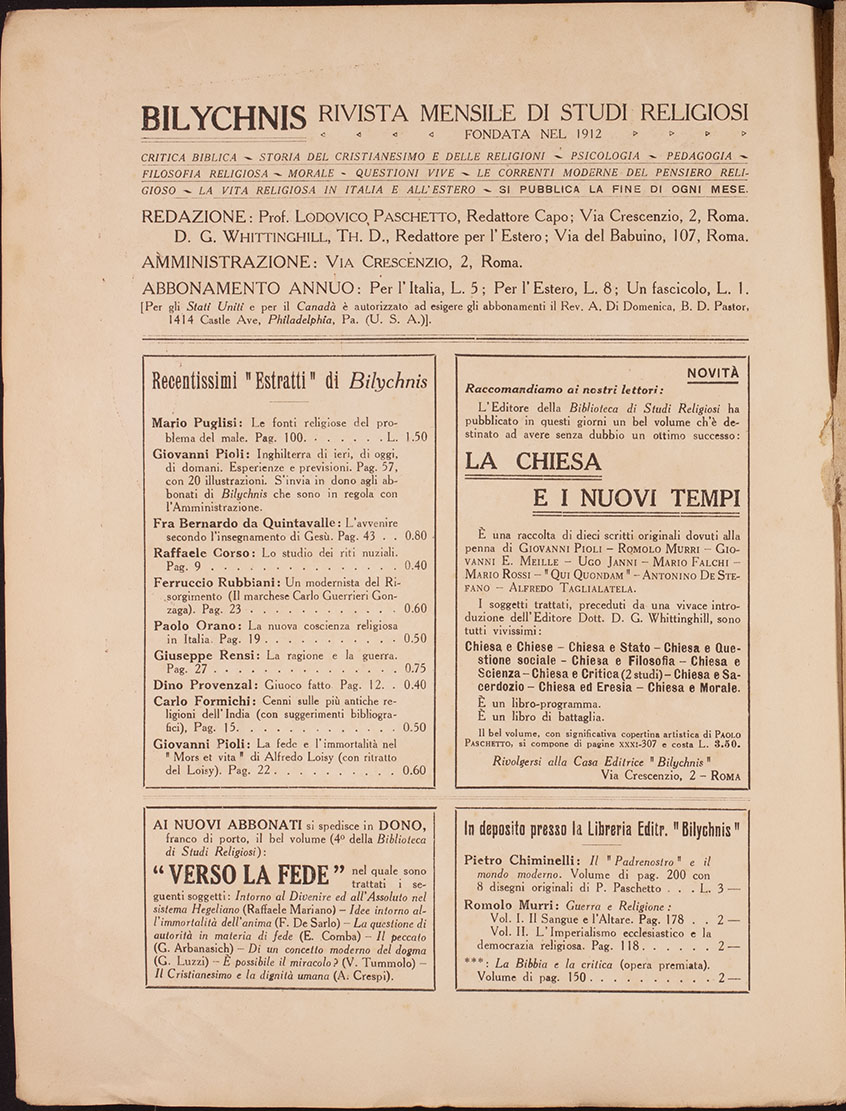 BILYCHNIS RIVISTA MENSILE DI STUDI RELIGIOSI
FONDATA NEL 1912
CRITICA BIBLICA ~ STORIA DEL CRISTIANESIMO E DELLE RELIGIONI ~ PSICOLOGIA ~ PEDAGOGIA ~
FILOSOFIA RELIGIOSA ~ MORALE - QUESTIONI VIVE ~ LE CORRENTI MODERNE DEL PENSIERO RELI-
GIOSO ~ LA VITA RELIGIOSA IN ITALIA E ALL'ESTERO ~ SI PUBBLICA LA FINE DI OGNI MESE.
REDAZIONE: Prof. LODOVICO PASCHETTO, Redattore Capo; Via Crescenzio, 2, Roma.
D. G. WHITTINGHILL, TH. D., Redattore per l'Estero; Via del Babuino, 107, Roma.
AMMINISTRAZIONE: VIA CRESCENZIO, 2, Roma.
ABBONAMENTO ANNUO: Per l'Italia, L. 5; Per l'Estero, L. 8; Un fascicolo, L. 1.
[Per gli Stati Uniti e per il Canadà è autorizzato ad esigere gli abbonamenti il Rev. A. Di Domenica, B. D. Pastor,
1414 Castle Ave, Philadelphia, Pa. (U. S. A.)].
Recentissimi "Estratti" di Bilychnis
Mario Puglisi: Le fonti religiose del pro-
blema del male. Pag. 100. . . . . . . L. 1.50
Giovanni Pioli: Inghilterra di ieri, di oggi,
di domani. Esperienze e previsioni. Pag. 57,
con 20 illustrazioni. S'invia in dono agli ab-
bonati di Bilychnis che sono in regola con
l'Amministrazione.
Fra Bernardo da Quintavalle: L'avvenire
secondo l'insegnamento di Gesù. Pag. 43 . . 0.80
Raffaele Corso: Lo studio dei riti nuziali.
Pag. 9 . . . . . . . . . . . . 0.40
Ferruccio Rubbiani: Un modernista del Ri-
sorgimento (Il marchese Carlo Guerrieri Gon-
zaga). Pag. 23 . . . . . . . . . . . . 0.60
Paolo Orano: La nuova coscienza religiosa
in Italia. Pag. 19 . . . . . . . . . . . 0.50
Giuseppe Rensi: La ragione e la guerra.
Pag. 27 . . . . . . . . . . . . 0.75
Dino Provenzal: Giuoco fatto. Pag. 12. . 0.40
Carlo Formichi: Cenni sulle più antiche re-
ligioni dell'India (con suggerimenti bibliogra-
fici), Pag. 15. . . . . . . . . . . . . 0.50
Giovanni Pioli: La fede e l'immortalità nel
"Mors et vita" di Alfredo Loisy (con ritratto
del Loisy). Pag. 22 . . . . . . . . . . 0.60
NOVITÀ
Raccomandiamo ai nostri lettori:
L'Editore della Biblioteca di Studi Religiosi ha
pubblicato in questi giorni un bel volume ch'è de-
stinato ad avere senza dubbio un ottimo successo:
LA CHIESA
E I NUOVI TEMPI
È una raccolta di dieci scritti originali dovuti alla
penna di GIOVANNI PIOLI – ROMOLO MURRI – GIO-
VANNI E. MEILLE – UGO JANNI – MARIO FALCHI –
MARIO ROSSI – "QUI QUONDAM" – ANTONINO DE STE-
FANO – ALFREDO TAGLIALATELA.
I soggetti trattati, preceduti da una vivace intro-
duzione dell'Editore Dott. D. G. Whittinghill, sono
tutti vivissimi:
Chiesa e Chiese – Chiesa e Stato – Chiesa e Que-
stione sociale – Chiesa e Filosofia – Chiesa e
Scienza – Chiesa e Critica (2 studi) – Chiesa e Sa-
cerdozio – Chiesa ed Eresia – Chiesa e Morale.
È un libro-programma.
È un libro di battaglia.
Il bel volume, con significativa copertina artistica di PAOLO
PASCHETTO, si compone di pagine XXXI-307 e costa L. 3.50.
Rivolgersi alla Casa Editrice "Bilychnis"
Via Crescenzio, 2 – ROMA
AI NUOVI ABBONATI si spedisce in DONO,
franco di porto, il bel volume (4º della Biblioteca
di Studi Religiosi):
"VERSO LA FEDE" nel quale sono
trattati i se-
guenti soggetti: Intorno al Divenire ed all'Assoluto nel
sistema Hegeliano (Raffaele Mariano) – Idee intorno al-
l'immortalità dell'anima (F. De Sarlo) – La questione di
autorità in materia di fede (E. Comba) – Il peccato
(G. Arbanasich) – Di un concetto moderno del dogma
(G. Luzzi) – È possibile il miracolo? (V. Tummolo) –
Il Cristianesimo e la dignità umana (A. Crespi).
In deposito presso la Libreria Editr. "Bilychnis"
Pietro Chiminelli: Il "Padrenostro" e il
mondo moderno. Volume di pag. 200 con
8 disegni originali di P. Paschetto . . . L. 3 —
Romolo Murri: Guerra e Religione:
Vol. I. Il Sangue e l'Altare. Pag. 178 . . 2 —
Vol. II. L'Imperialismo ecclesiastico e la
democrazia religiosa. Pag. 118 . . . . . . 2 —
***: La Bibbia e la critica (opera premiata).
Volume di pag. 150 . . . . . . . . . . 2 —